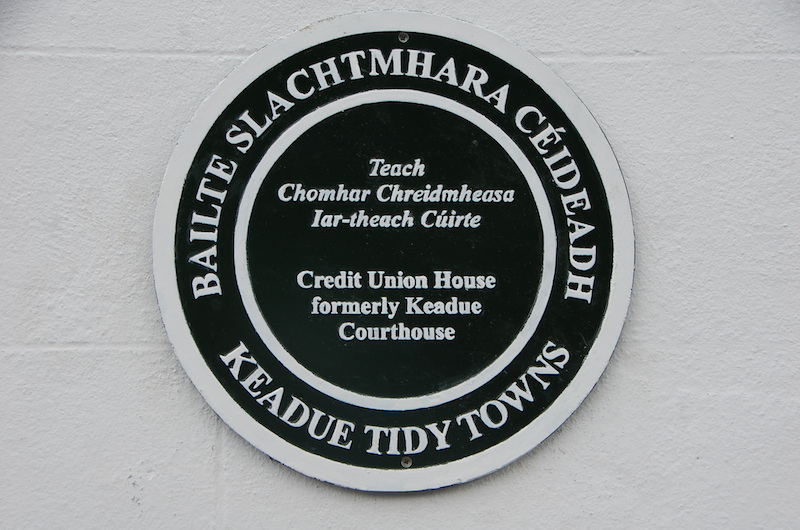 BAILTE SLACHTMHARA CÉIDEADH
Teach
Chomhar Chreidmheasa
Iar-theach Cúirte
Credit Union House
formerly Keadue
Courthouse
KEADUE TIDY TOWNS